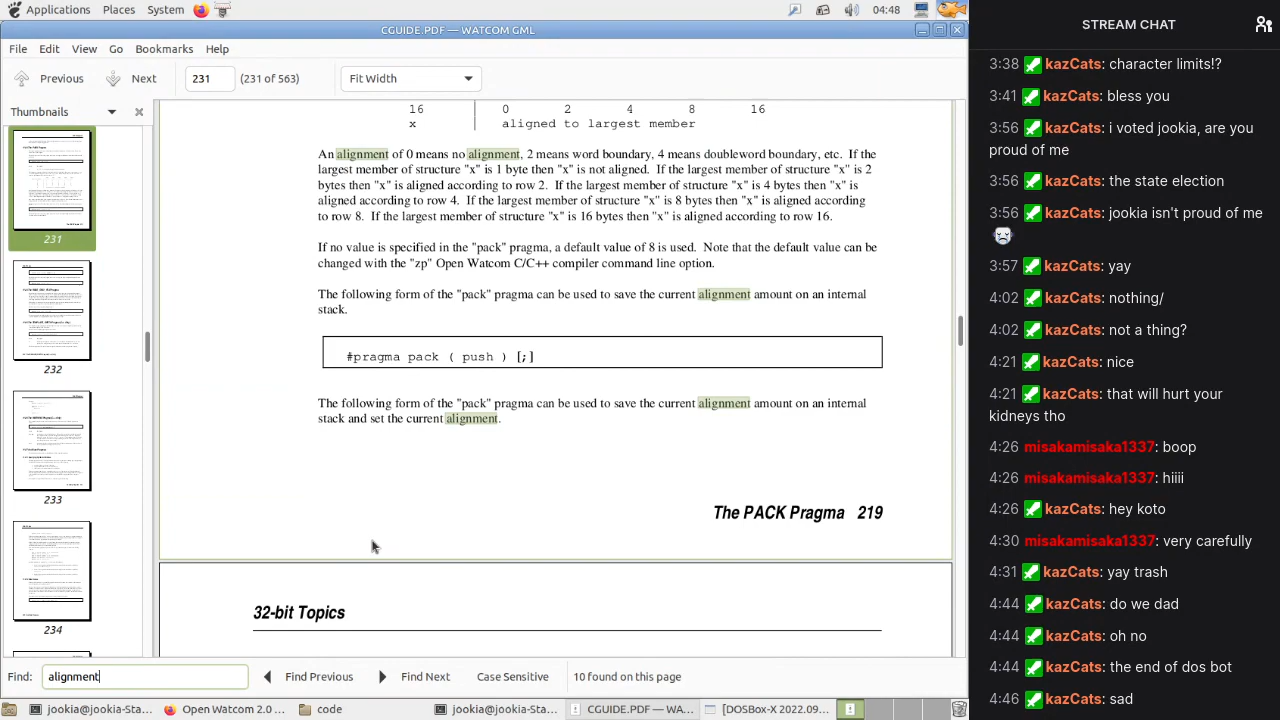 Applications Places System 04:48
CGUIDE.PDF — WATCOM GML
File Edit View Go Bookmarks Help
Previous Next 231 (231 of 563) Fit Width
Thumbnails
231
232
233
234
16 0 2 4 8 16
x aligned to largest member
An alignment of 0 means no alignment, 2 means word boundary, 4 means doubleword boundary, etc. If the
largest member of structure "x" is 1 byte then "x" is not aligned. If the largest member of structure "x" is 2
bytes then "x" is aligned according to row 2. If the largest member of structure "x" is 4 bytes then "x" is
aligned according to row 4. If the largest member of structure "x" is 8 bytes then "x" is aligned according
to row 8. If the largest member of structure "x" is 16 bytes then "x" is aligned according to row 16.
If no value is specified in the "pack" pragma, a default value of 8 is used. Note that the default value can be
changed with the "zp" Open Watcom C/C++ compiler command line option.
The following form of the "pack" pragma can be used to save the current alignment amount on an internal
stack.
#pragma pack ( push ) [;]
The following form of the "pack" pragma can be used to save the current alignment amount on an internal
stack and set the current alignment.
The PACK Pragma 219
32-bit Topics
Find: alignment Find Previous Find Next Case Sensitive 10 found on this page
jookia@jookia-Sta... Open Watcom 2.0... co jookia@jookia-Sta... CGUIDE.PDF — WA... [DOSBox-X 2022.09...
STREAM CHAT
3:38 kazCats: character limits!?
3:41 kazCats: bless you
3:56 kazCats: i voted jookia, are you
proud of me
3:56 kazCats: the state election
3:56 kazCats: jookia isn't proud of me
3:57 kazCats: yay
4:02 kazCats: nothing/
4:02 kazCats: not a thing?
4:21 kazCats: nice
4:21 kazCats: that will hurt your
kidneys tho
4:26 misakamisaka1337: boop
4:26 misakamisaka1337: hiiii
4:26 kazCats: hey koto
4:30 misakamisaka1337: very carefully
4:31 kazCats: yay trash
4:44 kazCats: do we dad
4:44 kazCats: oh no
4:44 kazCats: the end of dos bot
4:46 kazCats: sad